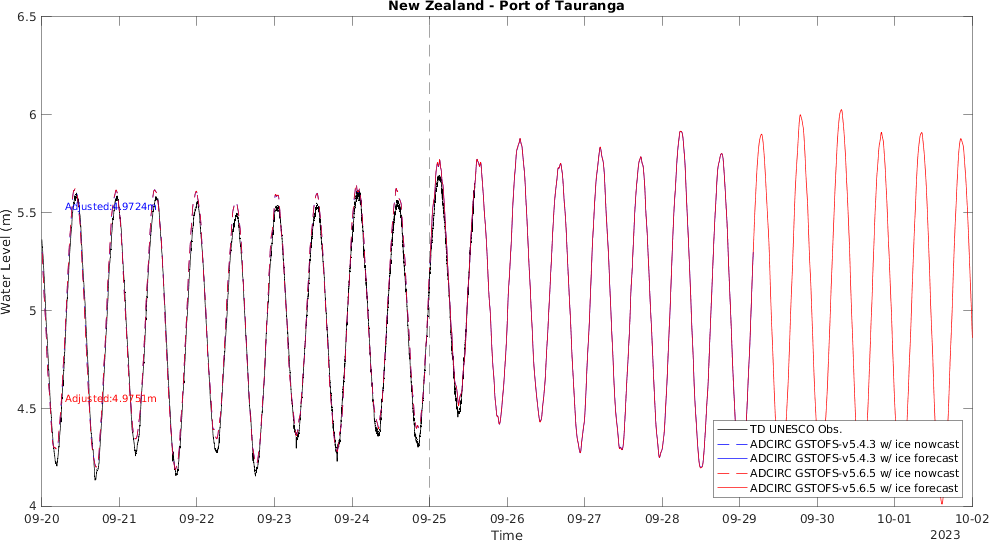 New Zealand - Port of Tauranga
6.5
6
5.5
5
4.5
4
Water Level (m)
Adjusted:4.9724m
Adjusted:4.9751m
TD UNESCO Obs.
ADCIRC GSTOFS-v5.4.3 w/ ice nowcast
ADCIRC GSTOFS-v5.4.3 w/ ice forecast
ADCIRC GSTOFS-v5.6.5 w/ ice nowcast
ADCIRC GSTOFS-v5.6.5 w/ ice forecast
09-20 09-21 09-22 09-23 09-24 09-25 09-26 09-27 09-28 09-29 09-30 10-01 10-02
Time
2023